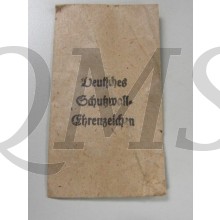 Deutsches
Schutzwall-
Ehrenzeichen
QMS